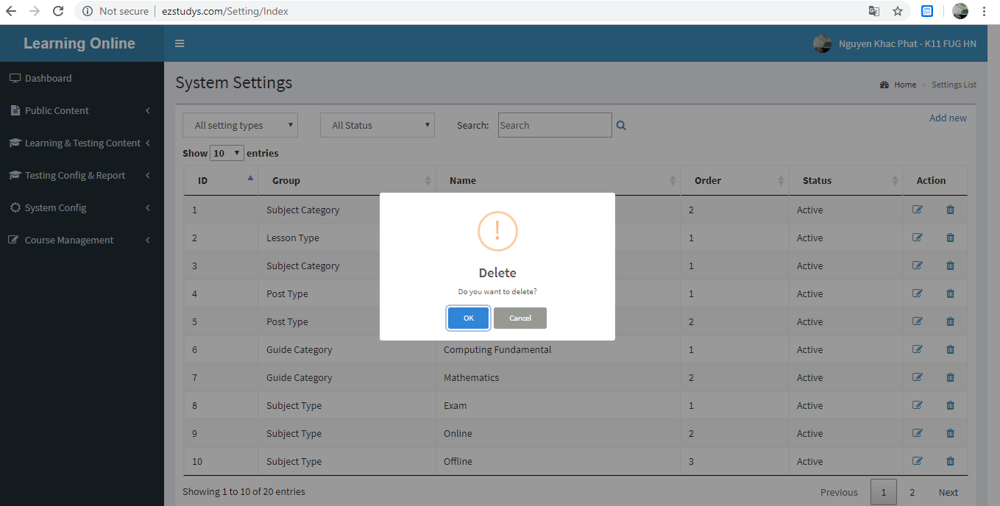 Not secure | ezstudys.com/Setting/Index
Learning Online
Nguyen Khac Phat - K11 FUG HN
Dashboard
Public Content
Learning & Testing Content
Testing Config & Report
System Config
Course Management
System Settings
Home > Settings List
All setting types
All Status
Search:
Search
Add new
Show 10 entries
ID Group Name Order Status Action
1 Subject Category 2 Active
2 Lesson Type 1 Active
3 Subject Category 1 Active
4 Post Type 1 Active
5 Post Type 2 Active
6 Guide Category Computing Fundamental 1 Active
7 Guide Category Mathematics 2 Active
8 Subject Type Exam 1 Active
9 Subject Type Online 2 Active
10 Subject Type Offline 3 Active
Showing 1 to 10 of 20 entries
Previous 1 2 Next
!
Delete
Do you want to delete?
OK Cancel